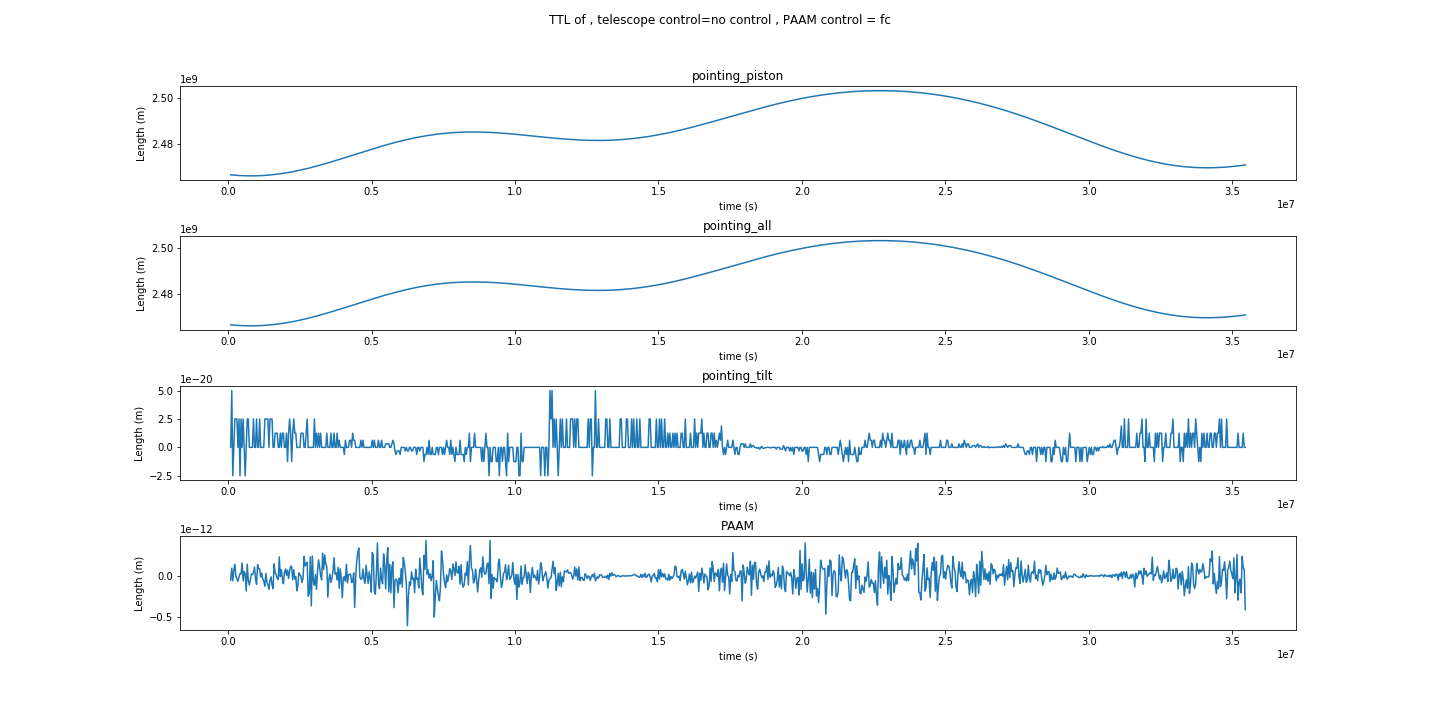 TTL of , telescope control=no control , PAAM control = fc
pointing_piston
1e9
2.50
2.48
Length (m)
0.0 0.5 1.0 1.5 2.0 2.5 3.0 3.5
time (s)
1e7
pointing_all
1e9
2.50
2.48
Length (m)
0.0 0.5 1.0 1.5 2.0 2.5 3.0 3.5
time (s)
1e7
pointing_tilt
1e−20
5.0
2.5
0.0
−2.5
Length (m)
0.0 0.5 1.0 1.5 2.0 2.5 3.0 3.5
time (s)
1e7
PAAM
1e−12
0.0
−0.5
Length (m)
0.0 0.5 1.0 1.5 2.0 2.5 3.0 3.5
time (s)
1e7